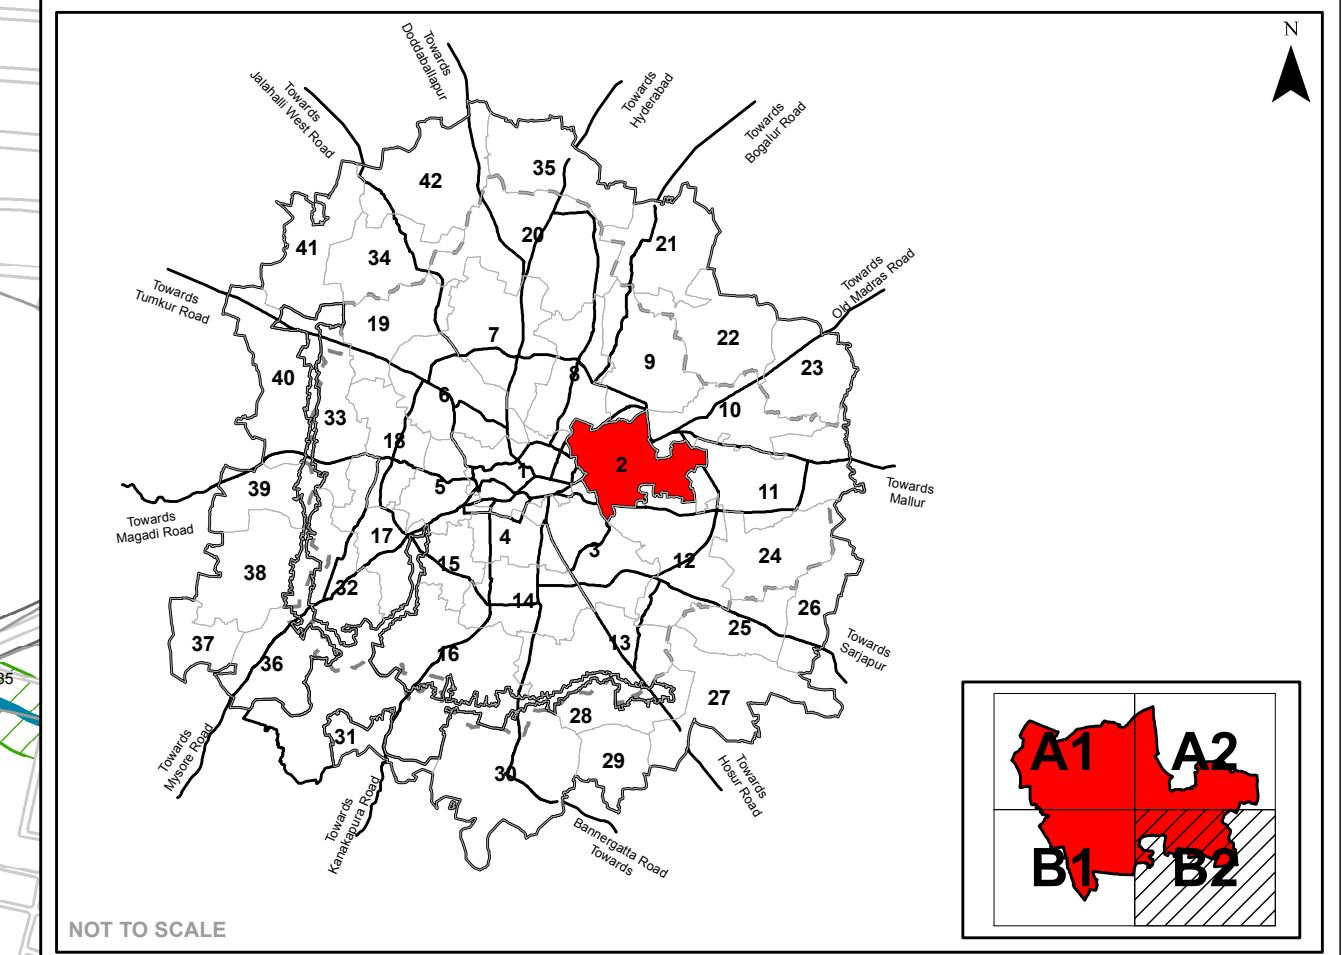 N
Towards
Doddaballapur
Towards
Jalahalli West Road
Towards
Hyderabad
Towards
Bogalur Road
35
42
20
21
41
34
Towards
Old Madras Road
Towards
Tumkur Road
19
7
22
9
23
8
40
6
10
33
18
2
1
5
39
11
Towards
Mallur
Towards
Magadi Road
17
4
3
24
15
12
38
32
14
26
25
13
37
16
36
Towards
Sarjapur
35
27
28
31
29
30
Towards
Mysore Road
Towards
Hosur Road
Towards
Kanakapura Road
Bannergatta Road
Towards
A1
A2
B1
B2
NOT TO SCALE